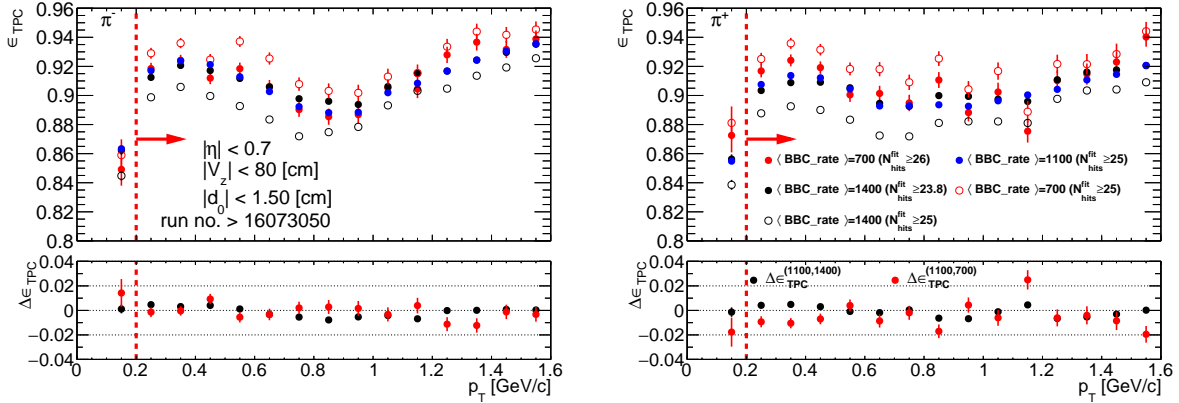 ϵ_TPC
π⁻
0.96
0.94
0.92
0.9
0.88
0.86
0.84
0.82
0.8
|η| < 0.7
|V_z| < 80 [cm]
|d_0| < 1.50 [cm]
run no. > 16073050
Δϵ_TPC
0.04
0.02
0
−0.02
−0.04
0 0.2 0.4 0.6 0.8 1 1.2 1.4 1.6
p_T [GeV/c]
ϵ_TPC
π⁺
0.96
0.94
0.92
0.9
0.88
0.86
0.84
0.82
0.8
⟨ BBC_rate ⟩=700 (N^fit_hits ≥26)
⟨ BBC_rate ⟩=1100 (N^fit_hits ≥25)
⟨ BBC_rate ⟩=1400 (N^fit_hits ≥23.8)
⟨ BBC_rate ⟩=700 (N^fit_hits ≥25)
⟨ BBC_rate ⟩=1400 (N^fit_hits ≥25)
Δϵ_TPC
0.04
0.02
0
−0.02
−0.04
Δϵ_TPC^(1100,1400)
Δϵ_TPC^(1100,700)
0 0.2 0.4 0.6 0.8 1 1.2 1.4 1.6
p_T [GeV/c]